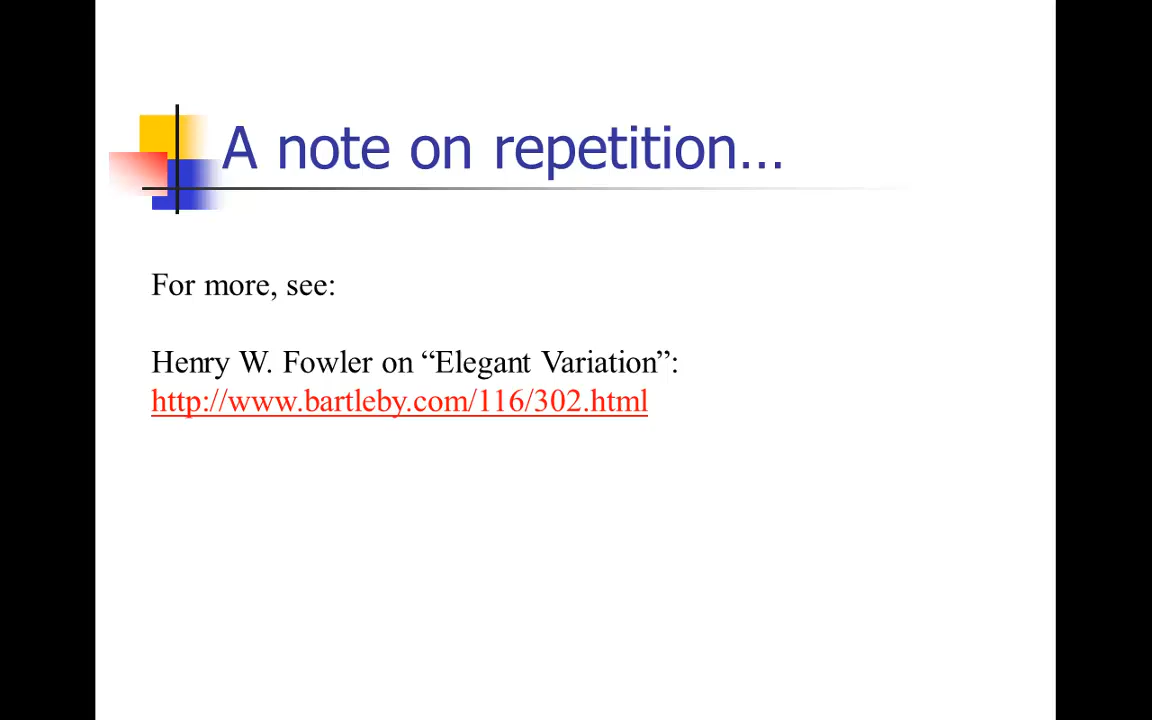 A note on repetition…
For more, see:
Henry W. Fowler on “Elegant Variation”:
http://www.bartleby.com/116/302.html